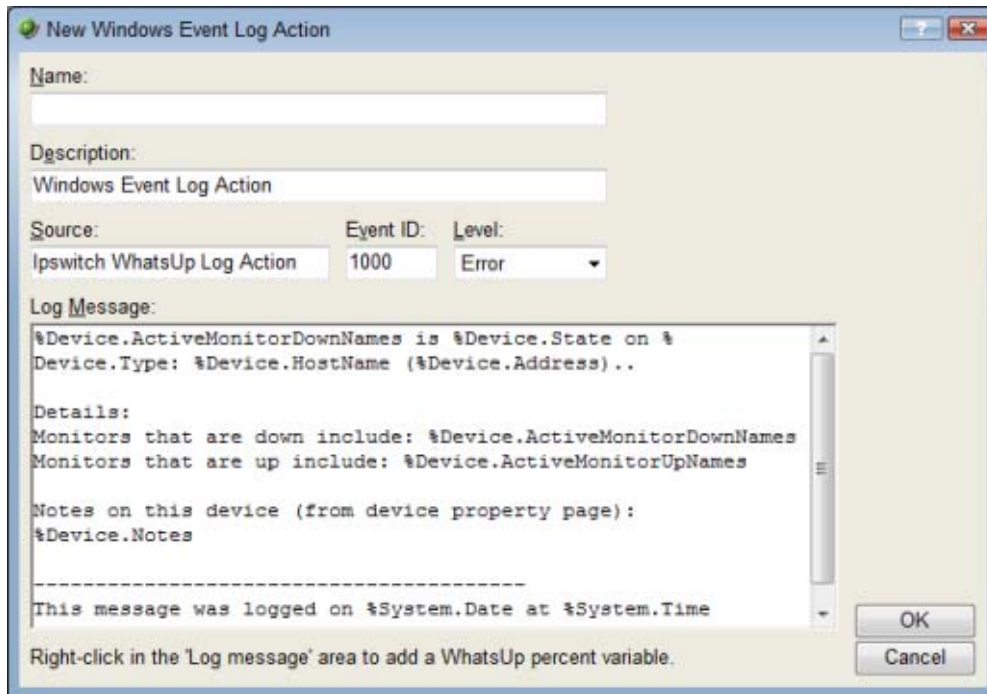 New Windows Event Log Action
Name:
Description:
Windows Event Log Action
Source: Event ID: Level:
Ipswitch WhatsUp Log Action 1000 Error
Log Message:
%Device.ActiveMonitorDownNames is %Device.State on %
Device.Type: %Device.HostName (%Device.Address)..
Details:
Monitors that are down include: %Device.ActiveMonitorDownNames
Monitors that are up include: %Device.ActiveMonitorUpNames
Notes on this device (from device property page):
%Device.Notes
----------------------------------------
This message was logged on %System.Date at %System.Time
OK
Right-click in the 'Log message' area to add a WhatsUp percent variable.
Cancel